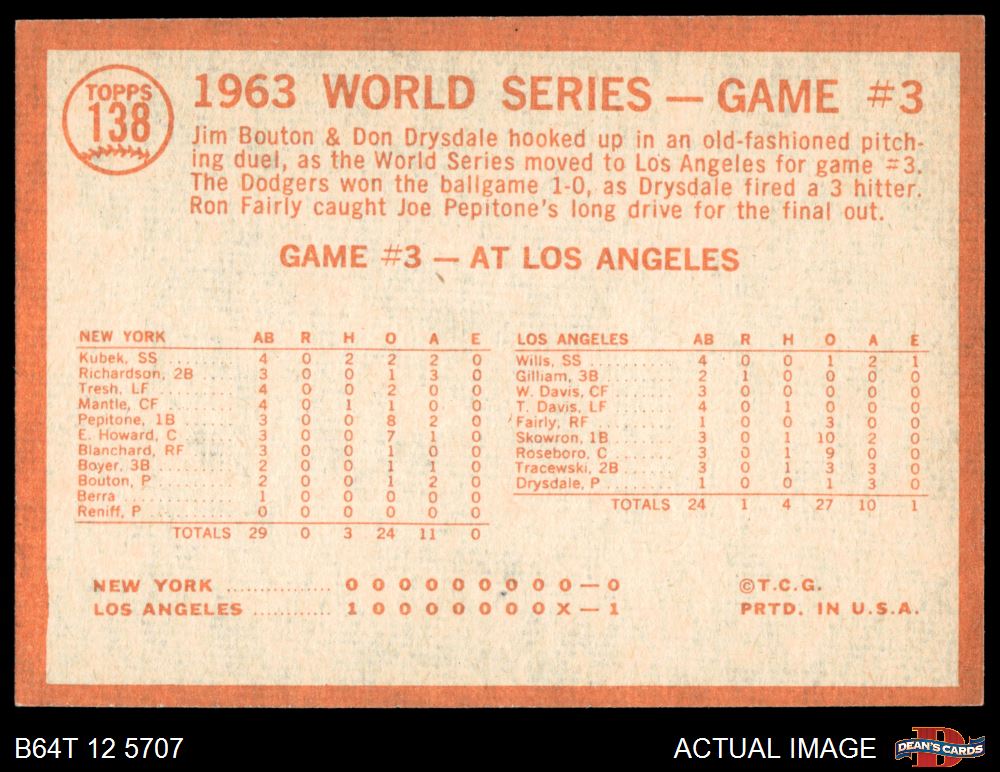 TOPPS
138
1963 WORLD SERIES — GAME #3
Jim Bouton & Don Drysdale hooked up in an old-fashioned pitch-
ing duel, as the World Series moved to Los Angeles for game #3.
The Dodgers won the ballgame 1-0, as Drysdale fired a 3 hitter.
Ron Fairly caught Joe Pepitone's long drive for the final out.
GAME #3 — AT LOS ANGELES
NEW YORK AB R H O A E
Kubek, SS ........ 4 0 2 2 2 0
Richardson, 2B ... 3 0 0 1 3 0
Tresh, LF ........ 4 0 0 2 0 0
Mantle, CF ....... 4 0 1 1 0 0
Pepitone, 1B ..... 3 0 0 8 2 0
E. Howard, C ..... 3 0 0 7 1 0
Blanchard, RF .... 3 0 0 1 0 0
Boyer, 3B ........ 2 0 0 1 1 0
Bouton, P ........ 2 0 0 1 2 0
Berra ............ 1 0 0 0 0 0
Reniff, P ........ 0 0 0 0 0 0
TOTALS 29 0 3 24 11 0
LOS ANGELES AB R H O A E
Wills, SS ........ 4 0 0 1 2 1
Gilliam, 3B ...... 2 1 0 0 0 0
W. Davis, CF ..... 3 0 0 0 0 0
T. Davis, LF ..... 4 0 1 0 0 0
Fairly, RF ....... 1 0 0 3 0 0
Skowron, 1B ...... 3 0 1 10 2 0
Roseboro, C ...... 3 0 1 9 0 0
Tracewski, 2B .... 3 0 1 3 3 0
Drysdale, P ...... 1 0 0 1 3 0
TOTALS 24 1 4 27 10 1
NEW YORK ............... 0 0 0 0 0 0 0 0 0 — 0
LOS ANGELES ........... 1 0 0 0 0 0 0 0 X — 1
©T.C.G.
PRTD. IN U.S.A.
B64T 12 5707
ACTUAL IMAGE
D
DEAN'S CARDS